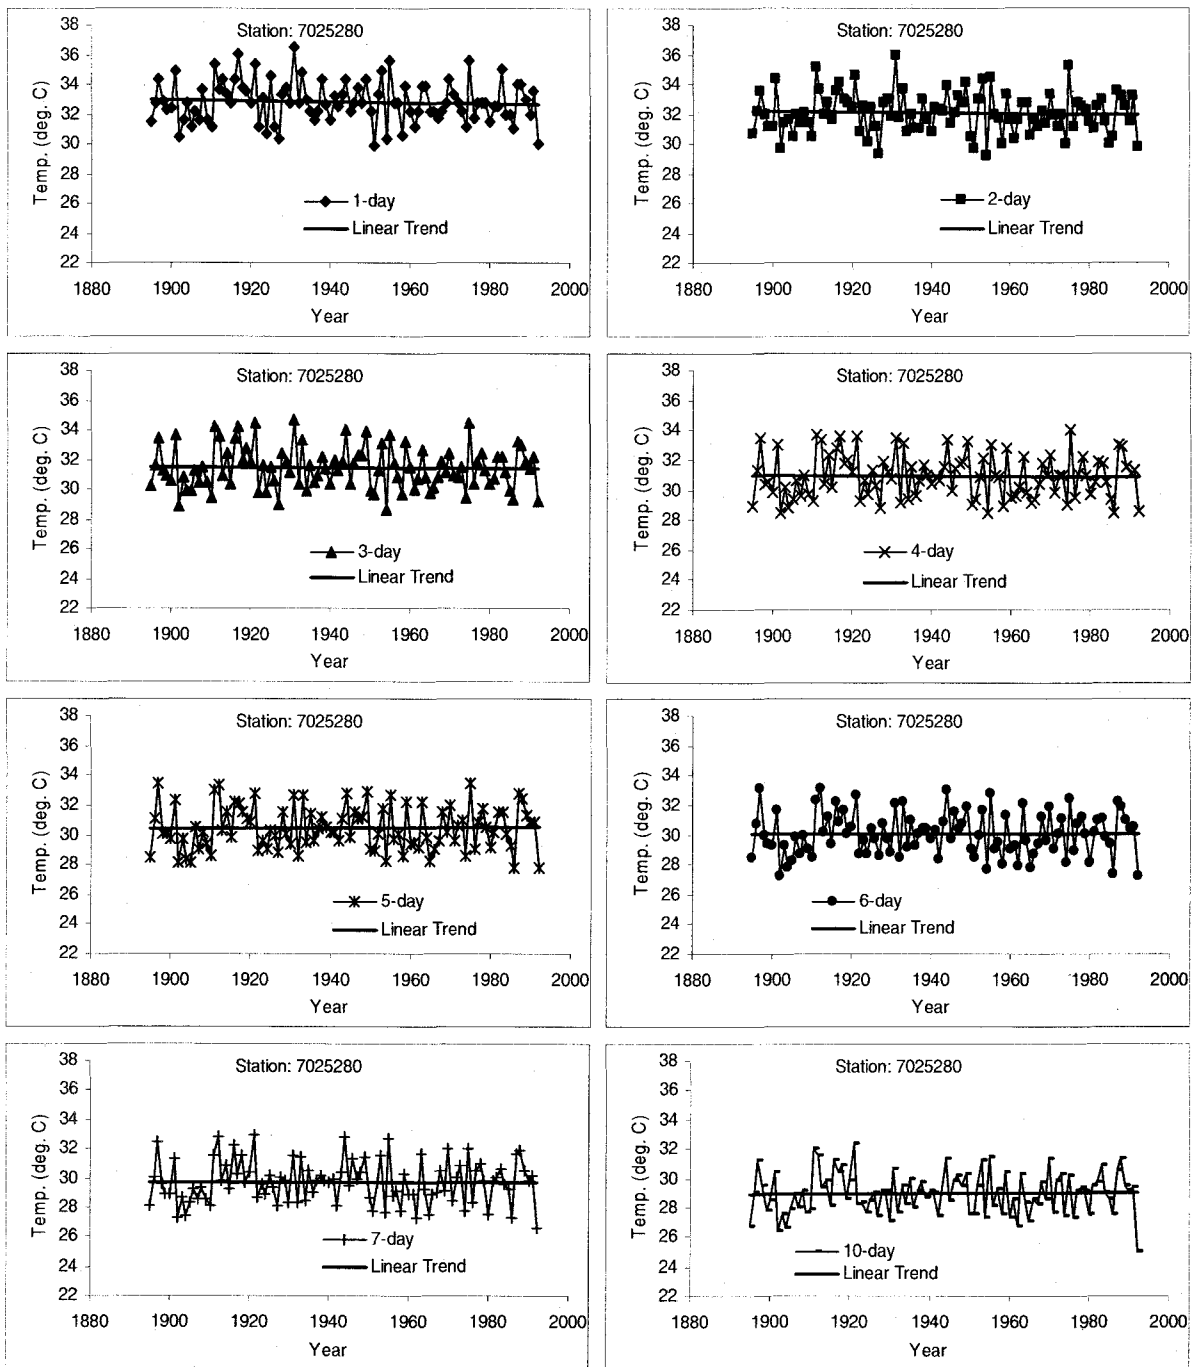 Station: 7025280
38
36
34
32
30
28
26
24
22
Temp. (deg. C)
1-day
Linear Trend
1880 1900 1920 1940 1960 1980 2000
Year
Station: 7025280
38
36
34
32
30
28
26
24
22
Temp. (deg. C)
2-day
Linear Trend
1880 1900 1920 1940 1960 1980 2000
Year
Station: 7025280
38
36
34
32
30
28
26
24
22
Temp. (deg. C)
3-day
Linear Trend
1880 1900 1920 1940 1960 1980 2000
Year
Station: 7025280
38
36
34
32
30
28
26
24
22
Temp. (deg. C)
4-day
Linear Trend
1880 1900 1920 1940 1960 1980 2000
Year
Station: 7025280
38
36
34
32
30
28
26
24
22
Temp. (deg. C)
5-day
Linear Trend
1880 1900 1920 1940 1960 1980 2000
Year
Station: 7025280
38
36
34
32
30
28
26
24
22
Temp. (deg. C)
6-day
Linear Trend
1880 1900 1920 1940 1960 1980 2000
Year
Station: 7025280
38
36
34
32
30
28
26
24
22
Temp. (deg. C)
7-day
Linear Trend
1880 1900 1920 1940 1960 1980 2000
Year
Station: 7025280
38
36
34
32
30
28
26
24
22
Temp. (deg. C)
10-day
Linear Trend
1880 1900 1920 1940 1960 1980 2000
Year